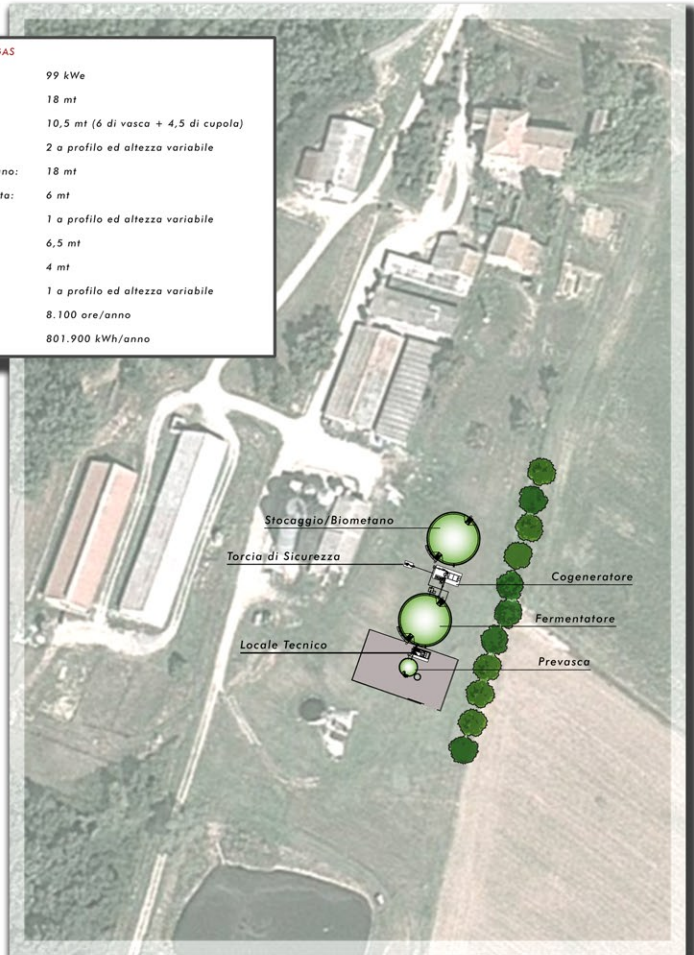 99 kWe
18 mt
10,5 mt (6 di vasca + 4,5 di cupola)
2 a profilo ed altezza variabile
18 mt
6 mt
1 a profilo ed altezza variabile
6,5 mt
4 mt
1 a profilo ed altezza variabile
8.100 ore/anno
801.900 kWh/anno
Stocaggio/Biometano
Torcia di Sicurezza
Cogeneratore
Fermentatore
Locale Tecnico
Prevasca